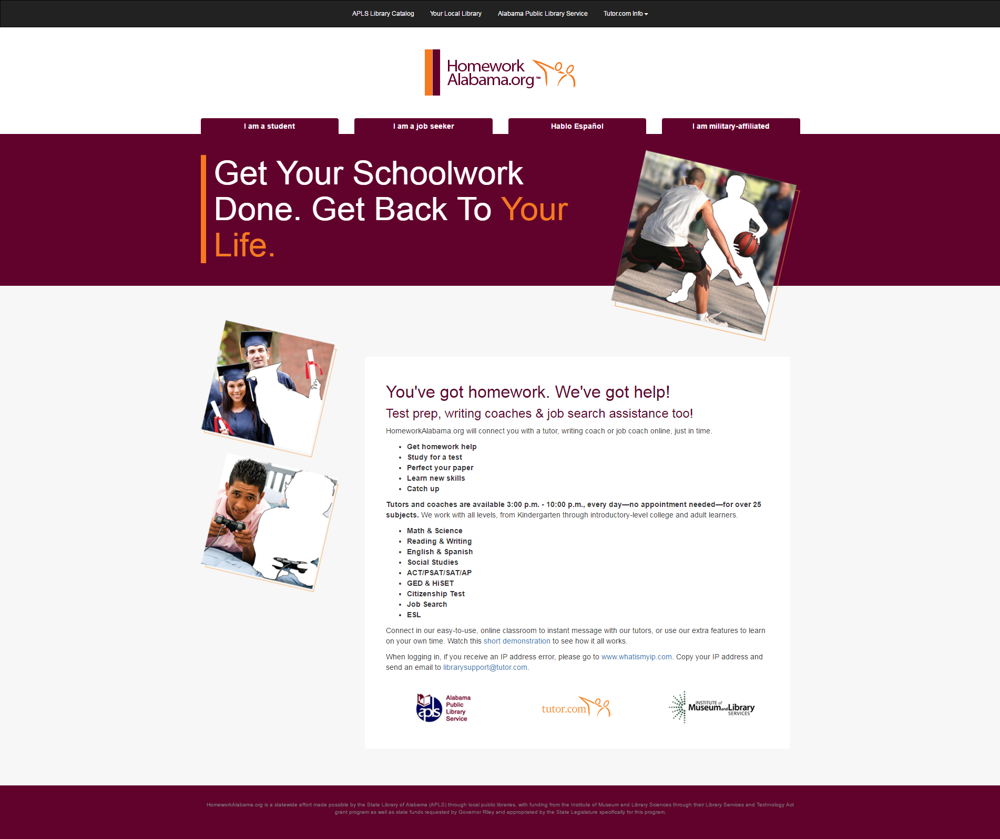 APLS Library Catalog Your Local Library Alabama Public Library Service Tutor.com Info
Homework
Alabama.org™
I am a student I am a job seeker Hablo Español I am military-affiliated
Get Your Schoolwork
Done. Get Back To Your
Life.
You've got homework. We've got help!
Test prep, writing coaches & job search assistance too!
HomeworkAlabama.org will connect you with a tutor, writing coach or job coach online, just in time.
• Get homework help
• Study for a test
• Perfect your paper
• Learn new skills
• Catch up
Tutors and coaches are available 3:00 p.m. - 10:00 p.m., every day—no appointment needed—for over 25
subjects. We work with all levels, from Kindergarten through introductory-level college and adult learners.
• Math & Science
• Reading & Writing
• English & Spanish
• Social Studies
• ACT/PSAT/SAT/AP
• GED & HiSET
• Citizenship Test
• Job Search
• ESL
Connect in our easy-to-use, online classroom to instant message with our tutors, or use our extra features to learn
on your own time. Watch this short demonstration to see how it all works.
When logging in, if you receive an IP address error, please go to www.whatismyip.com. Copy your IP address and
send an email to librarysupport@tutor.com.
apls
Alabama
Public
Library
Service
tutor.com
INSTITUTE of
Museum and Library
SERVICES
HomeworkAlabama.org is a statewide effort made possible by the State Library of Alabama (APLS) through local public libraries, with funding from the Institute of Museum and Library Sciences through their Library Services and Technology Act
grant program as well as state funds requested by Governor Riley and appropriated by the State Legislature specifically for this program.